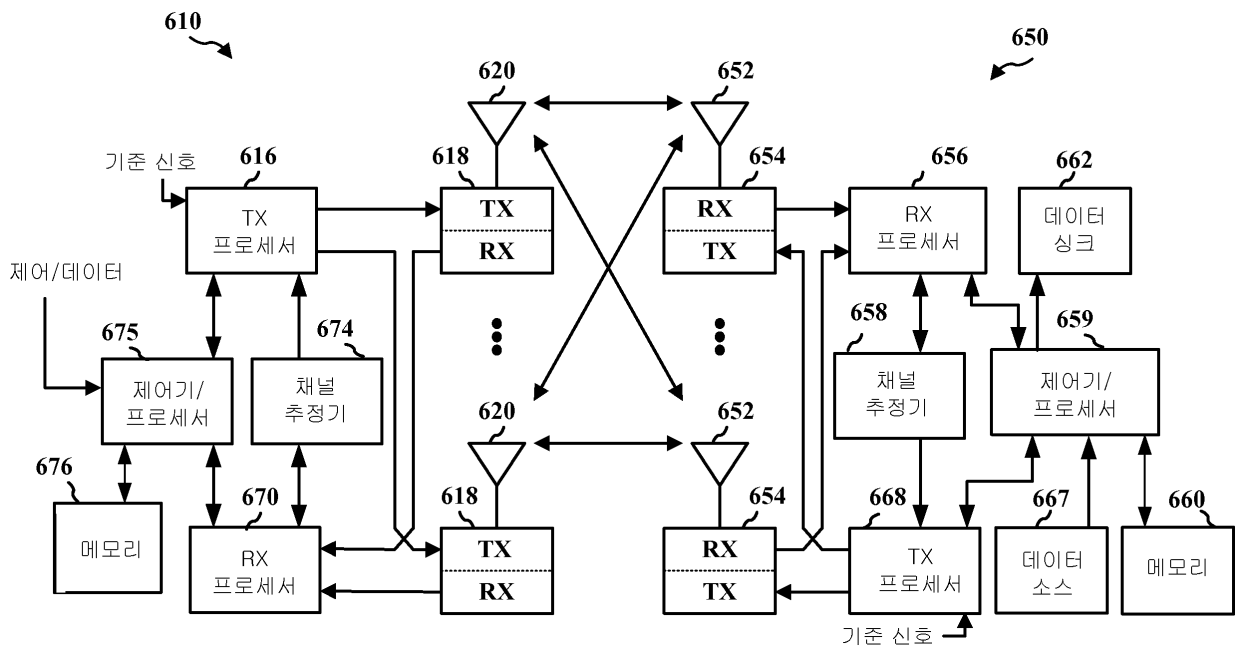 610
650
620
652
기준 신호
616
618
654
656
662
TX
프로세서
TX
RX
RX
TX
RX
프로세서
데이터
싱크
제어/데이터
675
674
658
659
제어기/
프로세서
채널
추정기
채널
추정기
제어기/
프로세서
620
652
676
670
618
654
668
667
660
메모리
RX
프로세서
TX
RX
RX
TX
TX
프로세서
데이터
소스
메모리
기준 신호